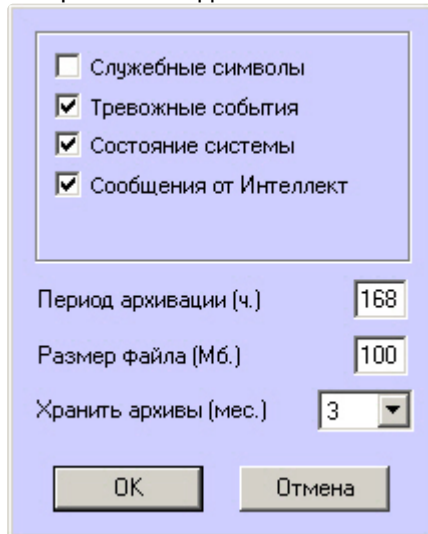 Служебные символы
Тревожные события
Состояние системы
Сообщения от Интеллект
Период архивации (ч.) 168
Размер файла (Мб.) 100
Хранить архивы (мес.) 3
OK Отмена